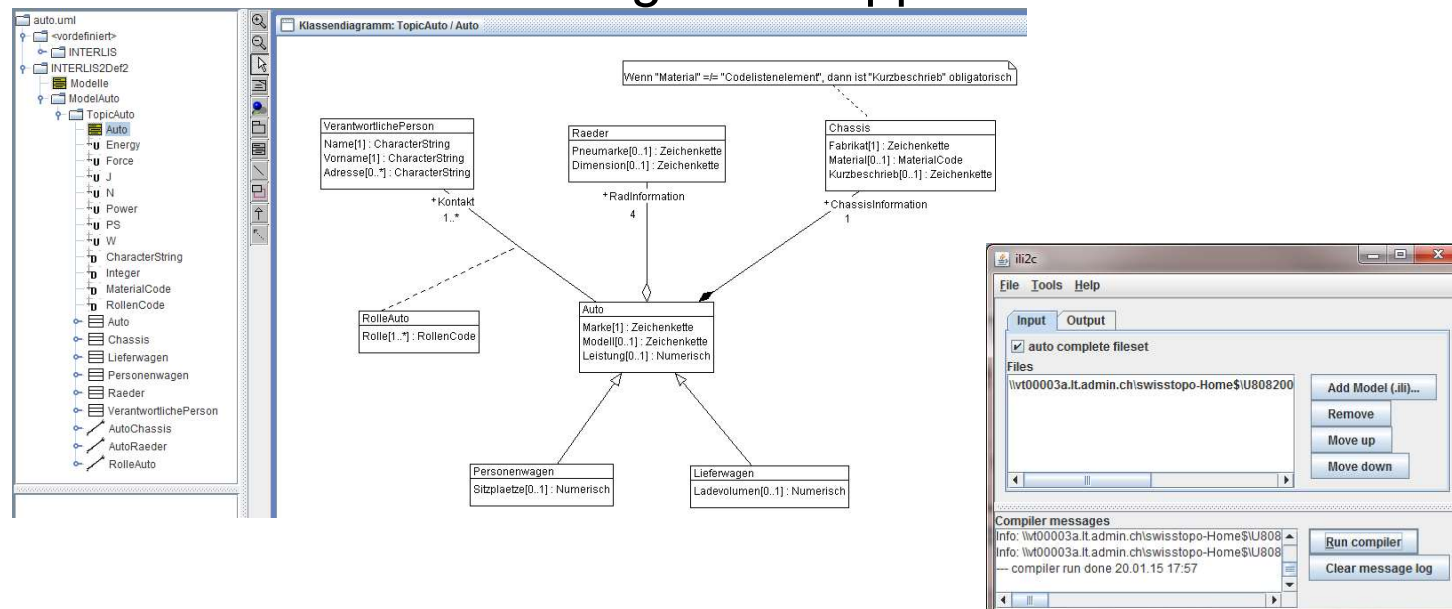 auto.uml
<vordefiniert>
INTERLIS
INTERLIS2Def2
Modelle
ModelAuto
TopicAuto
Auto
Energy
Force
J
N
Power
PS
W
CharacterString
Integer
MaterialCode
RollenCode
Auto
Chassis
Lieferwagen
Personenwagen
Raeder
VerantwortlichePerson
AutoChassis
AutoRaeder
RolleAuto
Klassendiagramm: TopicAuto / Auto
Wenn "Material" =/= "Codelistenelement", dann ist "Kurzbeschrieb" obligatorisch
VerantwortlichePerson
Name[1] : CharacterString
Vorname[1] : CharacterString
Adresse[0..*] : CharacterString
Raeder
Pneumarke[0..1] : Zeichenkette
Dimension[0..1] : Zeichenkette
Chassis
Fabrikat[1] : Zeichenkette
Material[0..1] : MaterialCode
Kurzbeschrieb[0..1] : Zeichenkette
+Kontakt
1..*
+RadInformation
4
+ChassisInformation
1
RolleAuto
Rolle[1..*] : RollenCode
Auto
Marke[1] : Zeichenkette
Modell[0..1] : Zeichenkette
Leistung[0..1] : Numerisch
Personenwagen
Sitzplaetze[0..1] : Numerisch
Lieferwagen
Ladevolumen[0..1] : Numerisch
ili2c
File Tools Help
Input Output
auto complete fileset
Files
\\vt00003a.lt.admin.ch\swisstopo-Home$\U808200
Add Model (.ili)...
Remove
Move up
Move down
Compiler messages
Info: \\vt00003a.lt.admin.ch\swisstopo-Home$\U808
Info: \\vt00003a.lt.admin.ch\swisstopo-Home$\U808
--- compiler run done 20.01.15 17:57
Run compiler
Clear message log